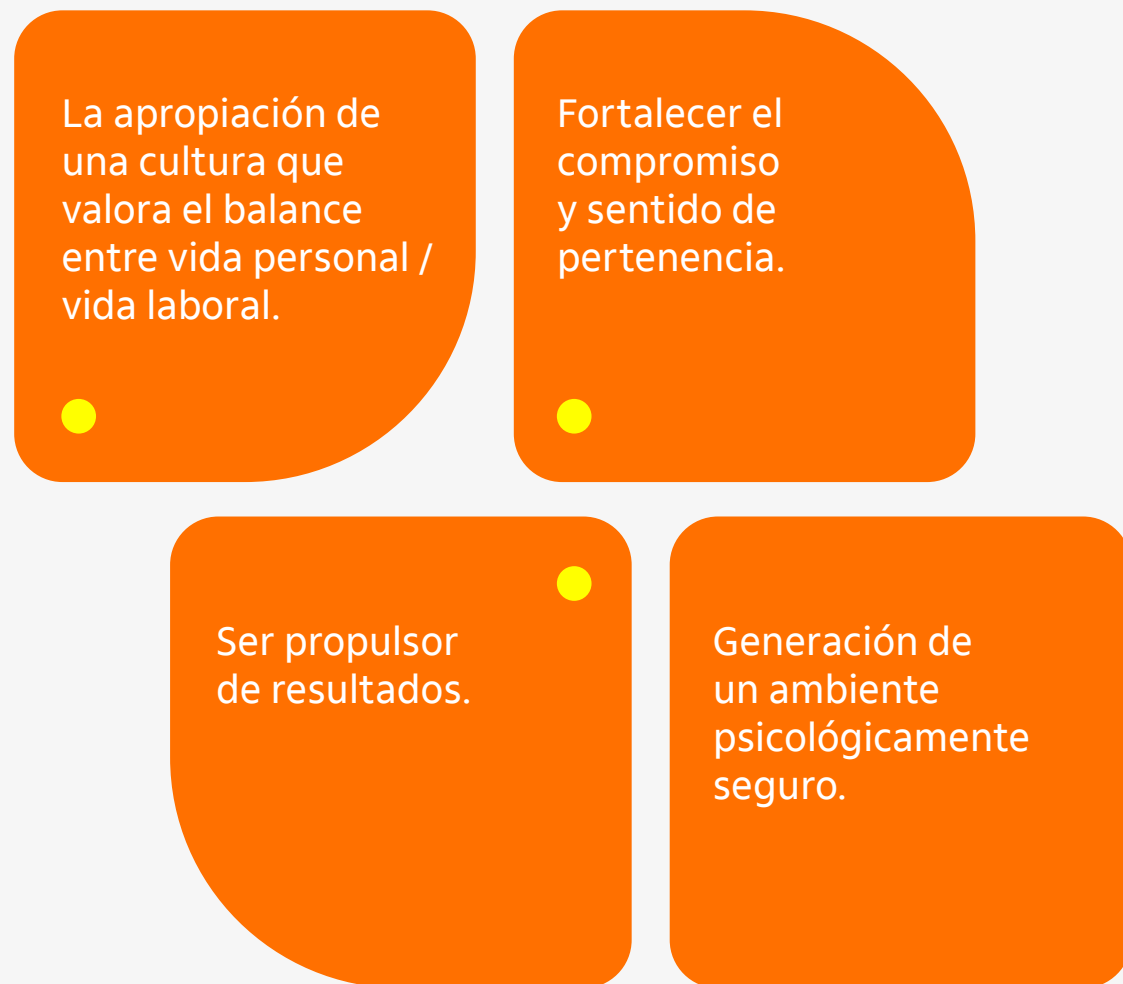 La apropiación de
una cultura que
valora el balance
entre vida personal /
vida laboral.
Fortalecer el
compromiso
y sentido de
pertenencia.
Ser propulsor
de resultados.
Generación de
un ambiente
psicológicamente
seguro.